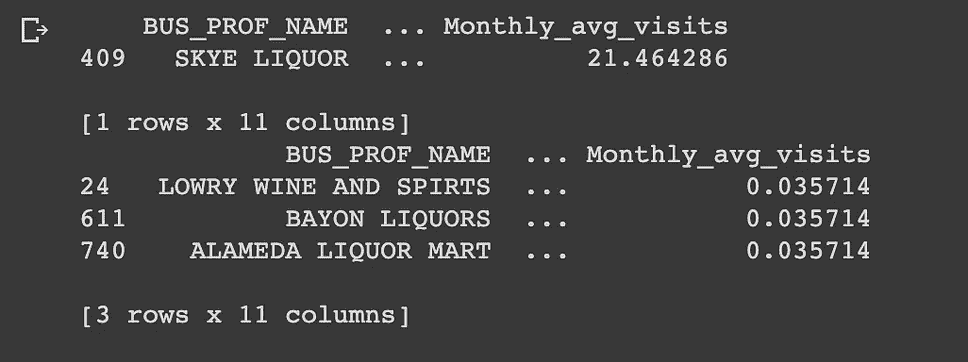 BUS_PROF_NAME ... Monthly_avg_visits
409 SKYE LIQUOR ... 21.464286
[1 rows x 11 columns]
BUS_PROF_NAME ... Monthly_avg_visits
24 LOWRY WINE AND SPIRTS ... 0.035714
611 BAYON LIQUORS ... 0.035714
740 ALAMEDA LIQUOR MART ... 0.035714
[3 rows x 11 columns]